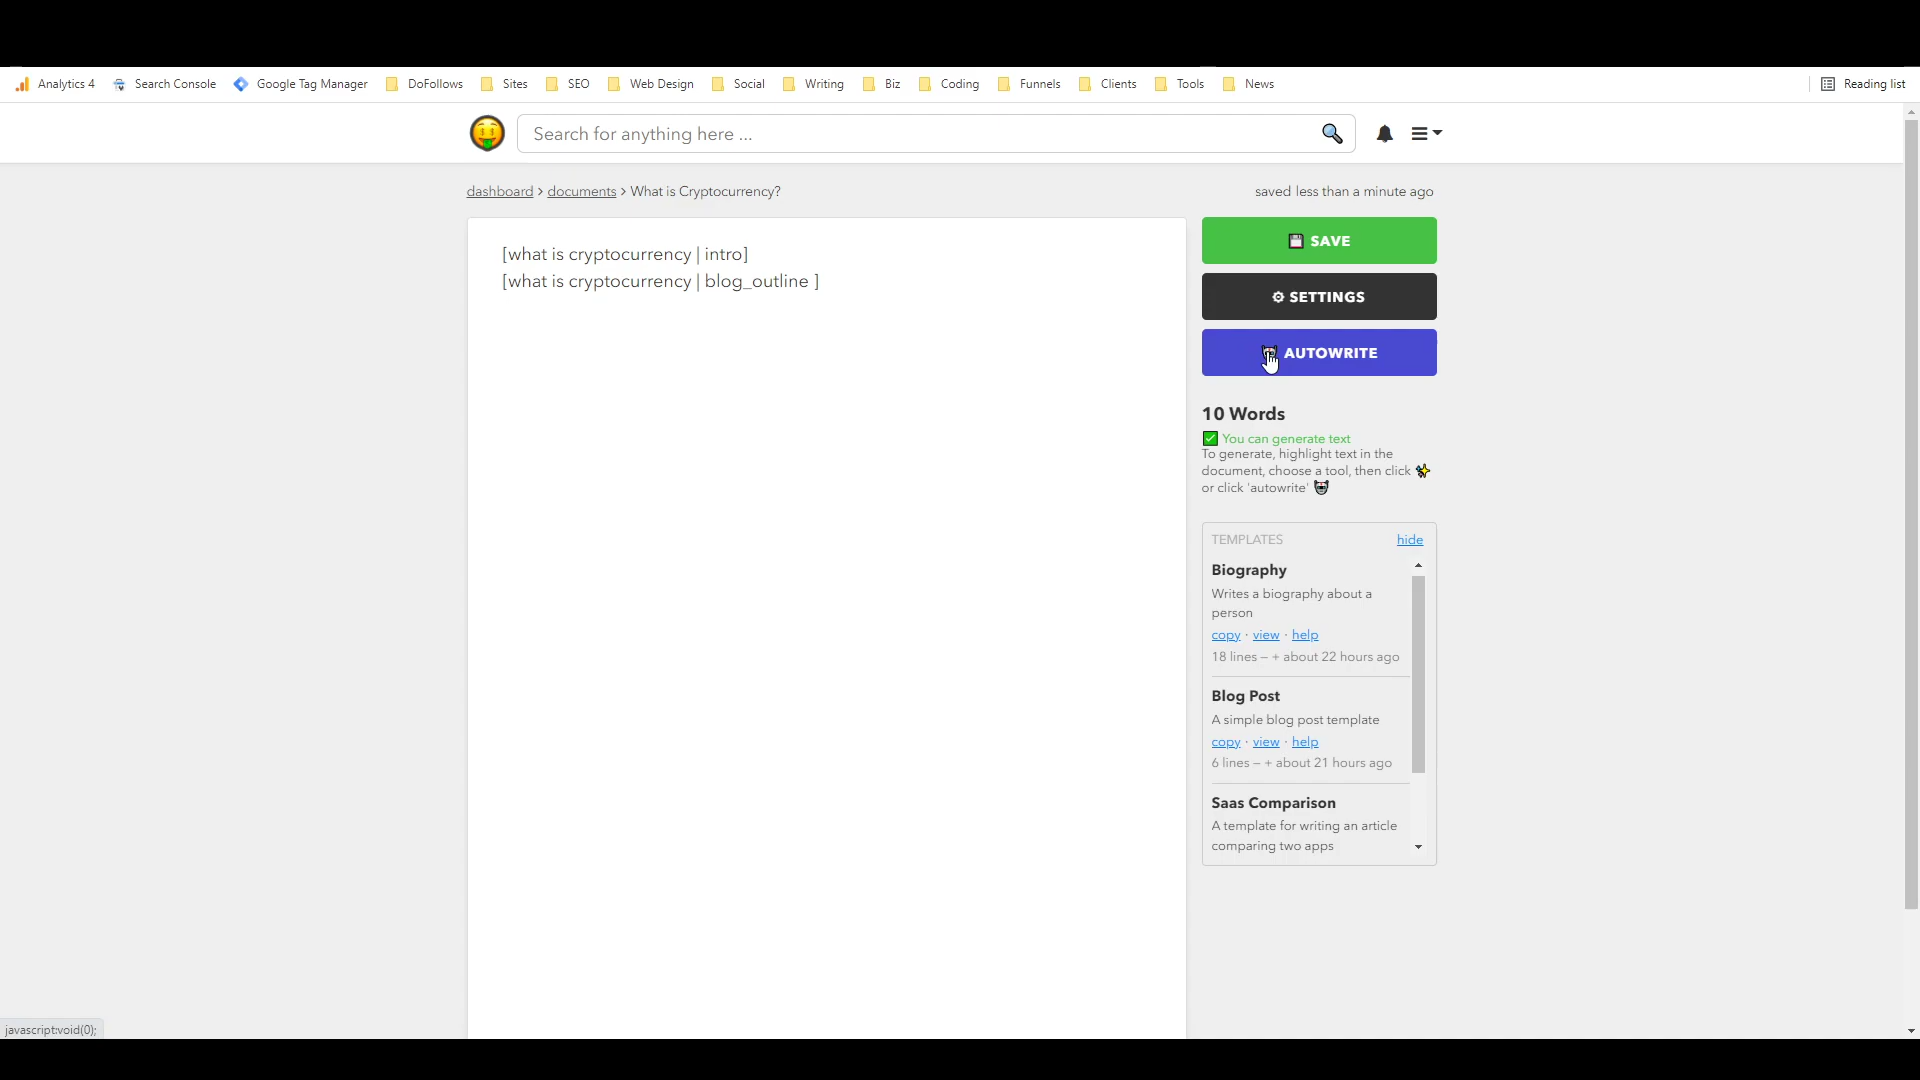 Analytics 4 Search Console Google Tag Manager DoFollows Sites SEO Web Design Social Writing Biz Coding Funnels Clients Tools News Reading list
Search for anything here ...
dashboard > documents > What is Cryptocurrency?
saved less than a minute ago
[what is cryptocurrency | intro]
[what is cryptocurrency | blog_outline ]
SAVE
SETTINGS
AUTOWRITE
10 Words
You can generate text
To generate, highlight text in the
document, choose a tool, then click
or click 'autowrite'
TEMPLATES hide
Biography
Writes a biography about a
person
copy · view · help
18 lines – + about 22 hours ago
Blog Post
A simple blog post template
copy · view · help
6 lines – + about 21 hours ago
Saas Comparison
A template for writing an article
comparing two apps
javascript:void(0);